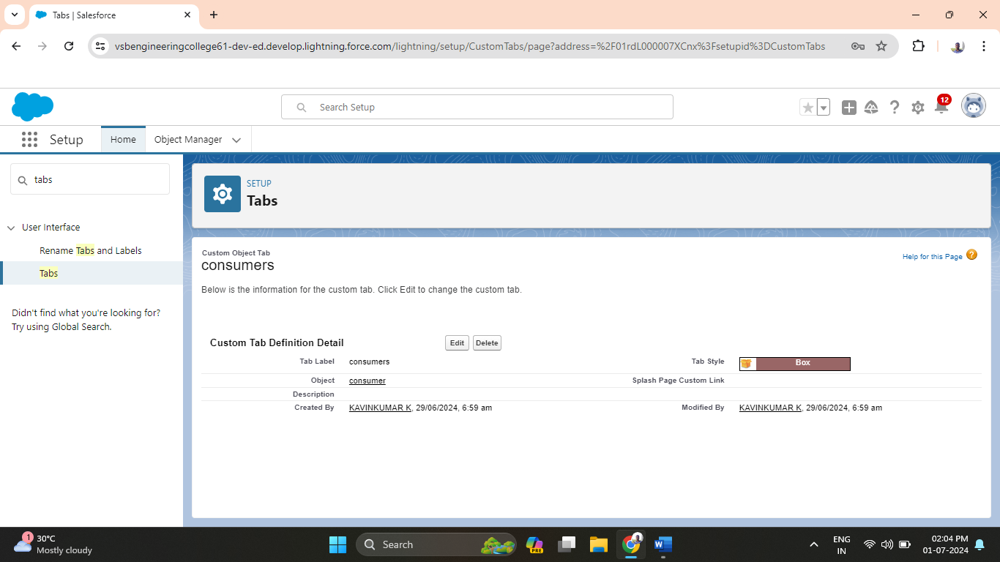 Tabs | Salesforce
vsbengineeringcollege61-dev-ed.develop.lightning.force.com/lightning/setup/CustomTabs/page?address=%2F01rdL000007XCnx%3Fsetupid%3DCustomTabs
Search Setup
12
Setup
Home
Object Manager
tabs
User Interface
Rename Tabs and Labels
Tabs
Didn't find what you're looking for?
Try using Global Search.
SETUP
Tabs
Custom Object Tab
consumers
Help for this Page ?
Below is the information for the custom tab. Click Edit to change the custom tab.
Custom Tab Definition Detail Edit Delete
Tab Label consumers Tab Style Box
Object consumer Splash Page Custom Link
Description
Created By KAVINKUMAR K, 29/06/2024, 6:59 am Modified By KAVINKUMAR K, 29/06/2024, 6:59 am
1
30°C
Mostly cloudy
Search
PRE
ENG
IN
02:04 PM
01-07-2024